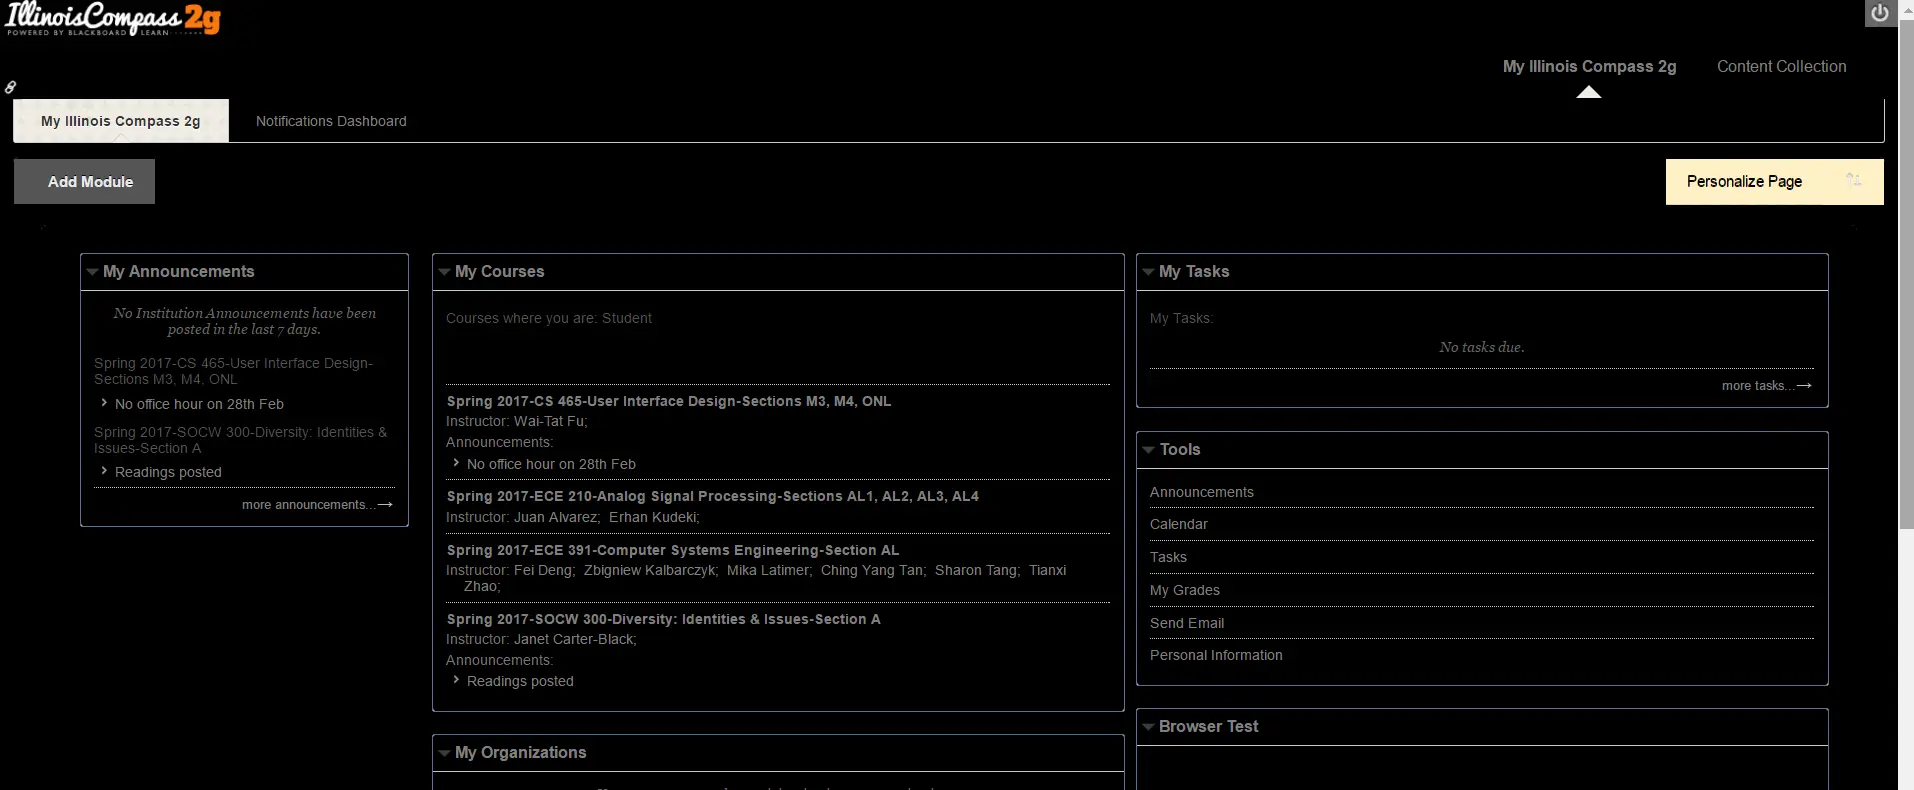 IllinoisCompass 2g
POWERED BY BLACKBOARD LEARN
My Illinois Compass 2g
Content Collection
My Illinois Compass 2g
Notifications Dashboard
Add Module
Personalize Page
My Announcements
No Institution Announcements have been
posted in the last 7 days.
Spring 2017-CS 465-User Interface Design-
Sections M3, M4, ONL
No office hour on 28th Feb
Spring 2017-SOCW 300-Diversity: Identities &
Issues-Section A
Readings posted
more announcements...→
My Courses
Courses where you are: Student
Spring 2017-CS 465-User Interface Design-Sections M3, M4, ONL
Instructor: Wai-Tat Fu;
Announcements:
No office hour on 28th Feb
Spring 2017-ECE 210-Analog Signal Processing-Sections AL1, AL2, AL3, AL4
Instructor: Juan Alvarez; Erhan Kudeki;
Spring 2017-ECE 391-Computer Systems Engineering-Section AL
Instructor: Fei Deng; Zbigniew Kalbarczyk; Mika Latimer; Ching Yang Tan; Sharon Tang; Tianxi
Zhao;
Spring 2017-SOCW 300-Diversity: Identities & Issues-Section A
Instructor: Janet Carter-Black;
Announcements:
Readings posted
My Organizations
My Tasks
My Tasks:
No tasks due.
more tasks...→
Tools
Announcements
Calendar
Tasks
My Grades
Send Email
Personal Information
Browser Test